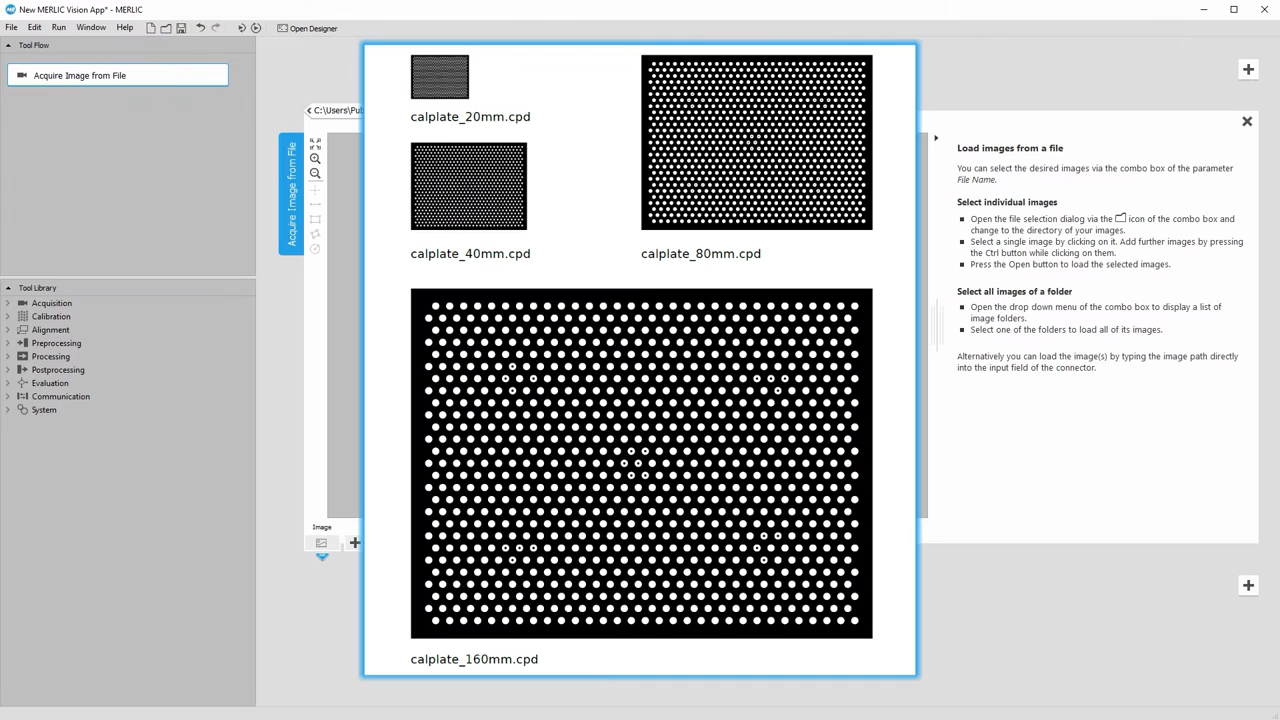 New MERLIC Vision App* - MERLIC
File Edit Run Window Help Open Designer
Tool Flow
Acquire Image from File
Tool Library
Acquisition
Calibration
Alignment
Preprocessing
Processing
Postprocessing
Evaluation
Communication
System
C:\Users\Pu
Acquire Image from File
Image
calplate_20mm.cpd
calplate_40mm.cpd
calplate_80mm.cpd
calplate_160mm.cpd
Load images from a file
You can select the desired images via the combo box of the parameter
File Name.
Select individual images
Open the file selection dialog via the icon of the combo box and
change to the directory of your images.
Select a single image by clicking on it. Add further images by pressing
the Ctrl button while clicking on them.
Press the Open button to load the selected images.
Select all images of a folder
Open the drop down menu of the combo box to display a list of
image folders.
Select one of the folders to load all of its images.
Alternatively you can load the image(s) by typing the image path directly
into the input field of the connector.